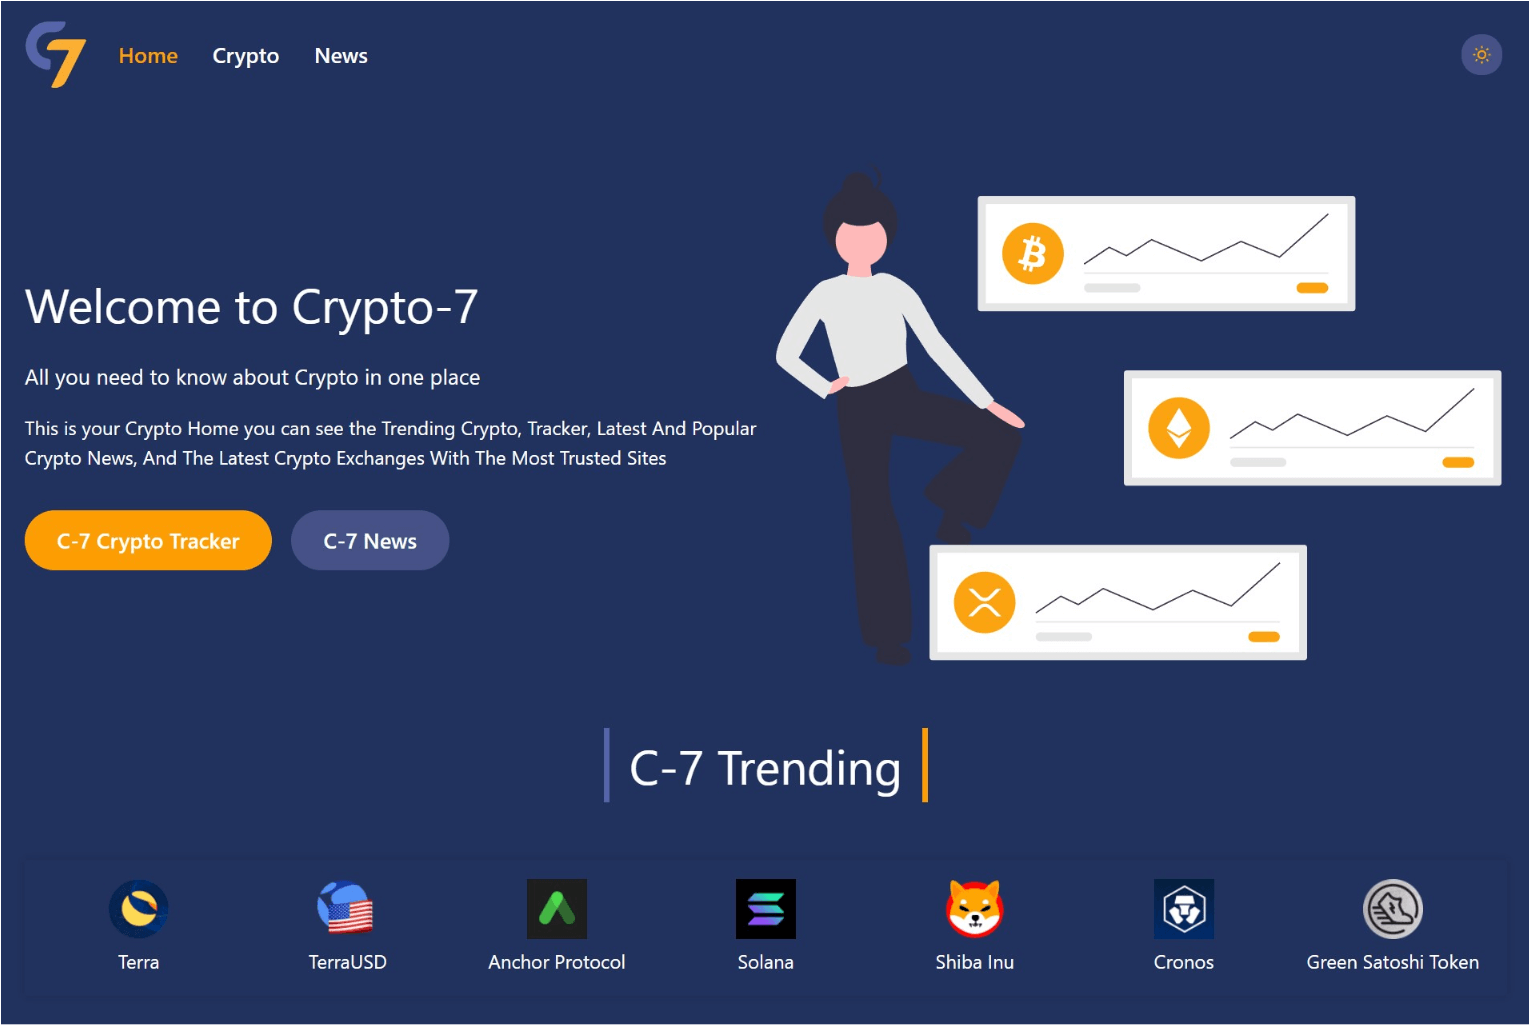 C7 Home Crypto News
Welcome to Crypto-7
All you need to know about Crypto in one place
This is your Crypto Home you can see the Trending Crypto, Tracker, Latest And Popular
Crypto News, And The Latest Crypto Exchanges With The Most Trusted Sites
C-7 Crypto Tracker C-7 News
C-7 Trending
Terra TerraUSD Anchor Protocol Solana Shiba Inu Cronos Green Satoshi Token